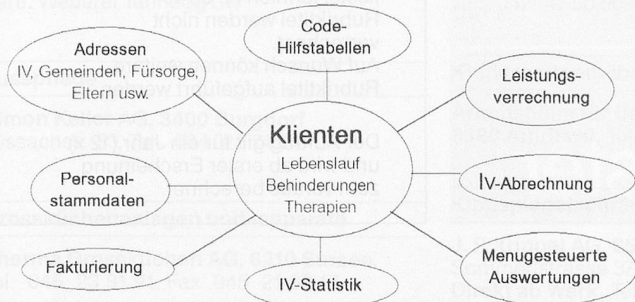 Code-
Hilfstabellen
Adressen
IV, Gemeinden, Fürsorge,
Eltern usw.
Leistungs-
verrechnung
Klienten
Lebenslauf
Behinderungen
Therapien
Personal-
stammdaten
IV-Abrechnung
Fakturierung
IV-Statistik
Menugesteuerte
Auswertungen